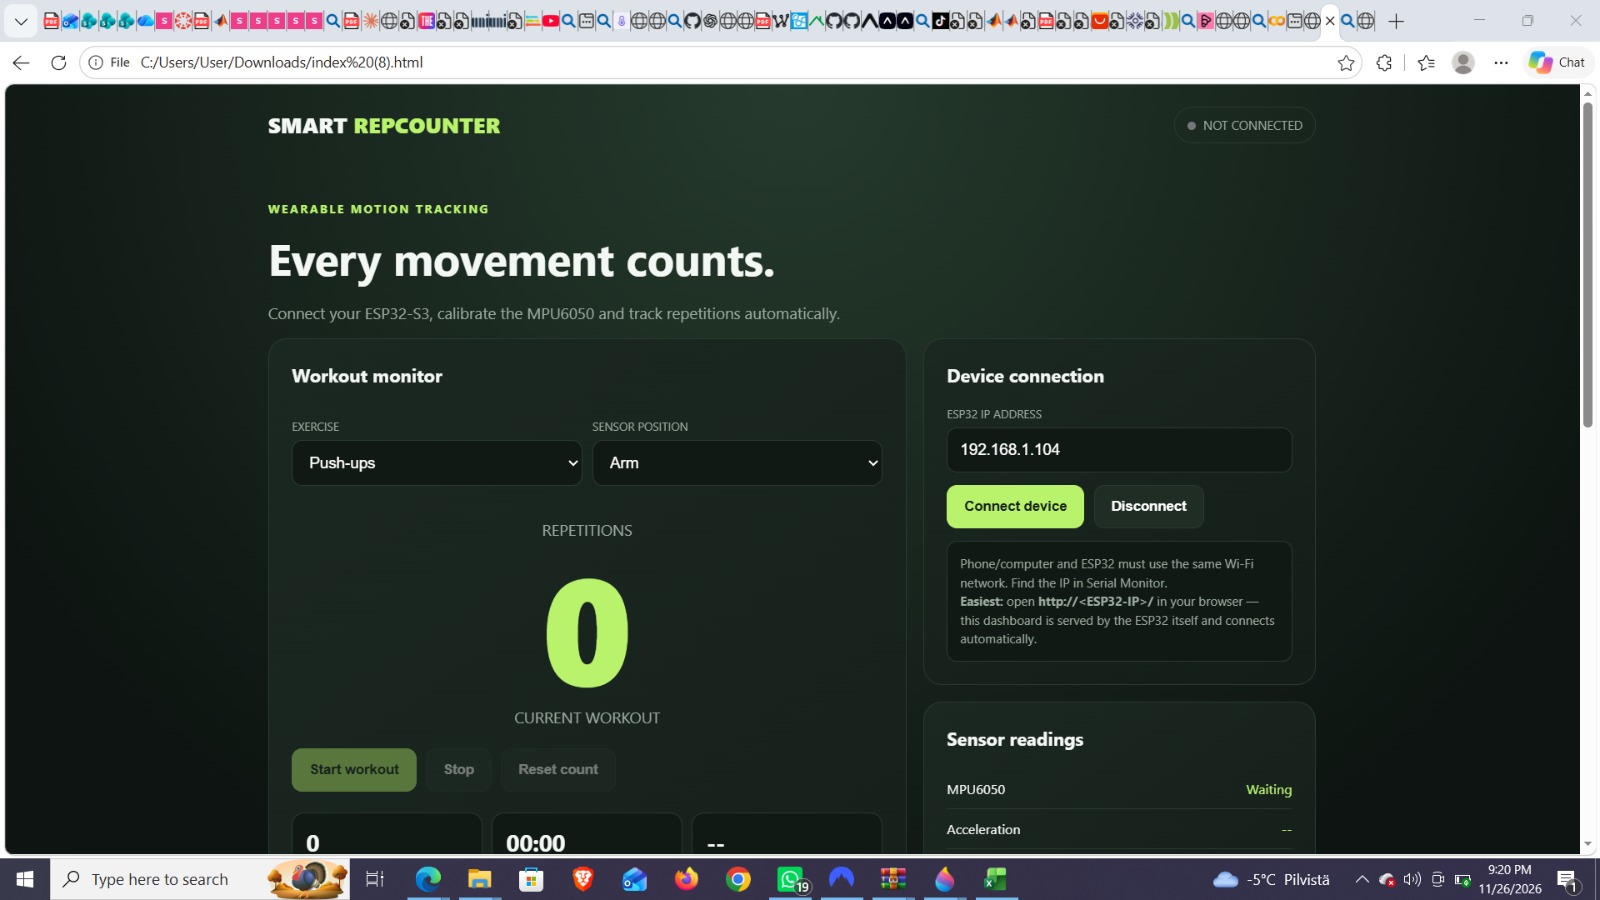 File C:/Users/User/Downloads/index%20(8).html
Chat
SMART REPCOUNTER
NOT CONNECTED
WEARABLE MOTION TRACKING
Every movement counts.
Connect your ESP32-S3, calibrate the MPU6050 and track repetitions automatically.
Workout monitor
EXERCISE
SENSOR POSITION
Push-ups
Arm
REPETITIONS
0
CURRENT WORKOUT
Start workout
Stop
Reset count
0
00:00
--
Device connection
ESP32 IP ADDRESS
192.168.1.104
Connect device
Disconnect
Phone/computer and ESP32 must use the same Wi-Fi
network. Find the IP in Serial Monitor.
Easiest: open http://<ESP32-IP>/ in your browser —
this dashboard is served by the ESP32 itself and connects
automatically.
Sensor readings
MPU6050
Waiting
Acceleration
--
Type here to search
19
-5°C Pilvistä
9:20 PM
11/26/2026
1